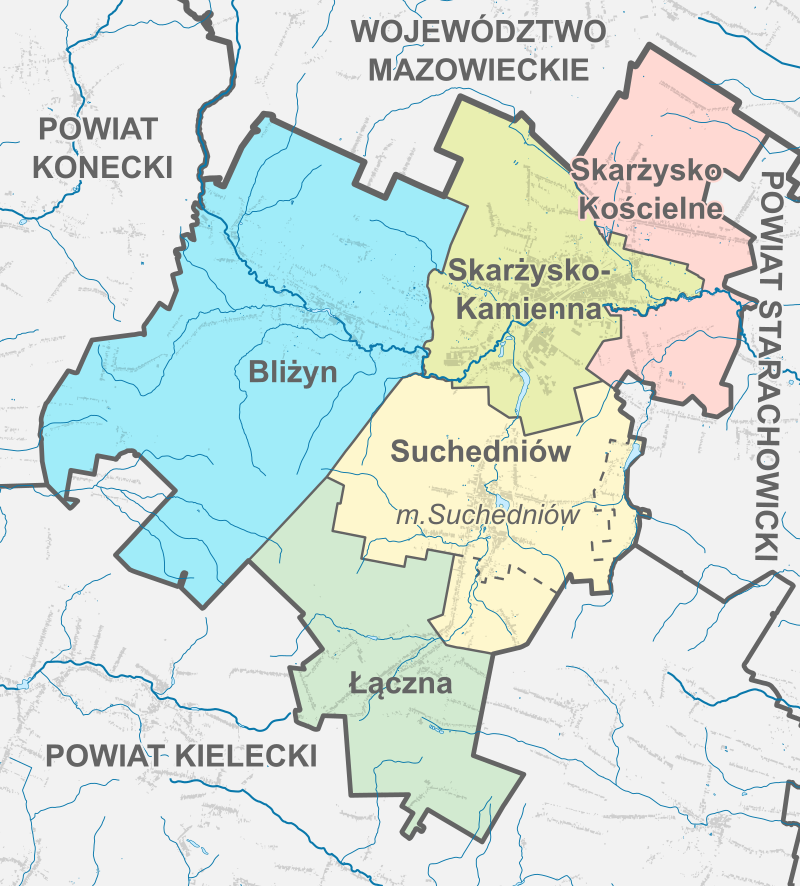 WOJEWÓDZTWO
MAZOWIECKIE
POWIAT
KONECKI
Skarżysko
Kościelne
POWIAT STARACHOWICKI
Skarżysko-
Kamienna
Bliżyn
Suchedniów
m.Suchedniów
Łączna
POWIAT KIELECKI